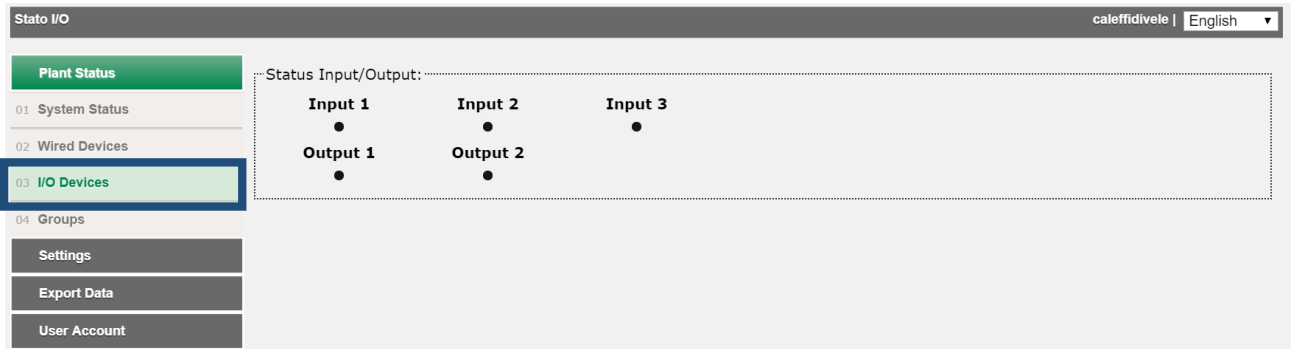 Stato I/O
caleffidivele | English
Plant Status
01 System Status
02 Wired Devices
03 I/O Devices
04 Groups
Settings
Export Data
User Account
Status Input/Output:
Input 1 Input 2 Input 3
Output 1 Output 2